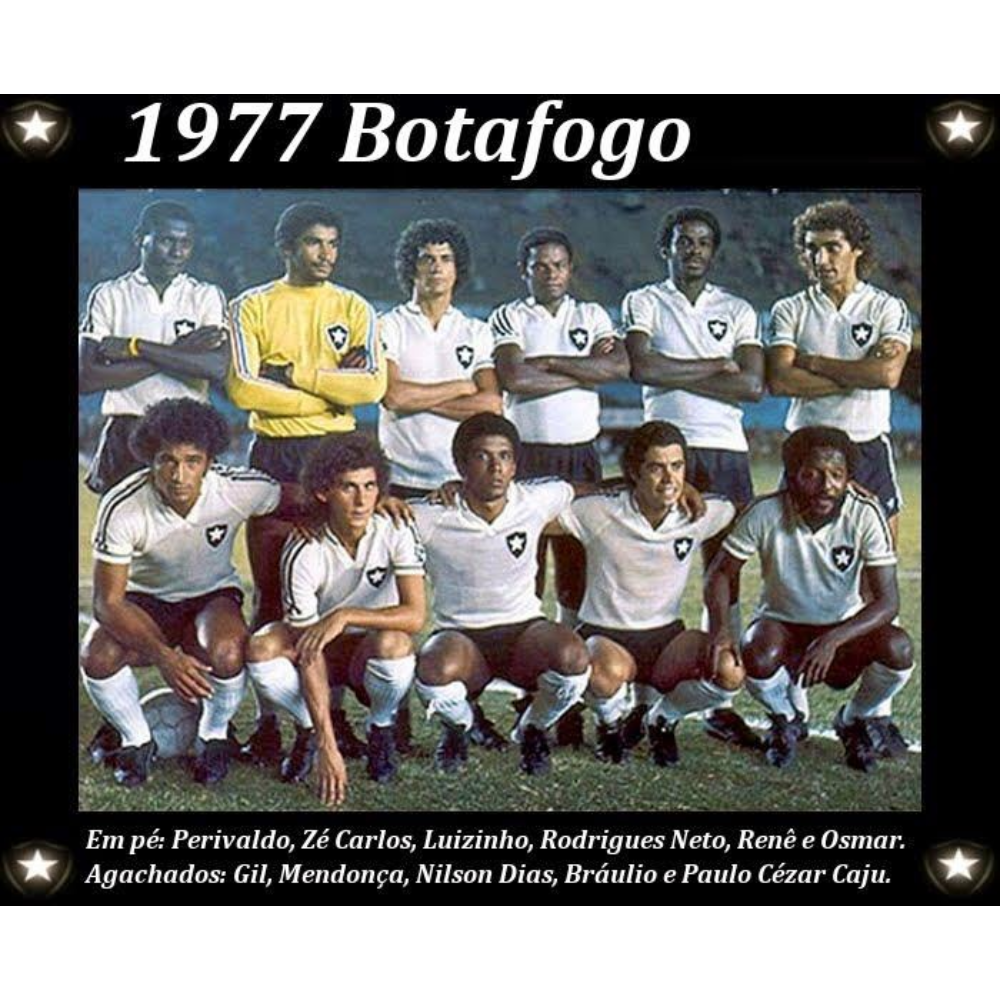 1977 Botafogo
Em pé: Perivaldo, Zé Carlos, Luizinho, Rodrigues Neto, Renê e Osmar.
Agachados: Gil, Mendonça, Nilson Dias, Bráulio e Paulo Cézar Caju.